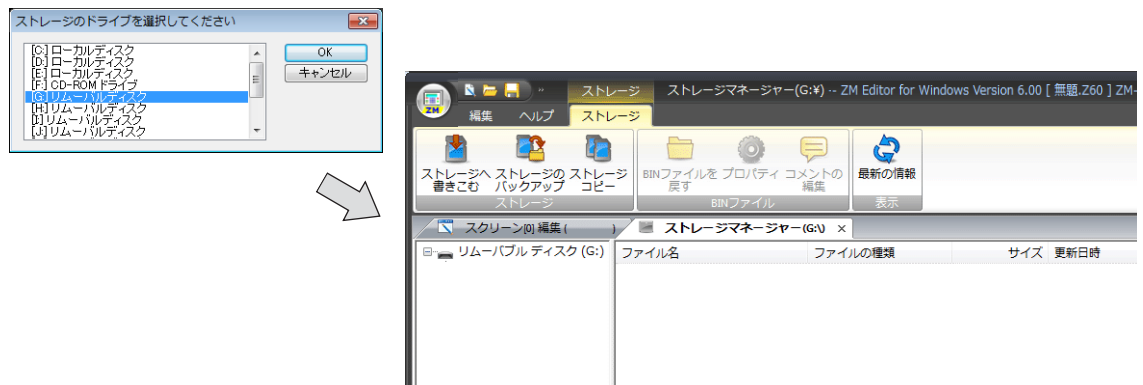 ストレージのドライブを選択してください
[C:] ローカルディスク
[D:] ローカルディスク
[E:] ローカルディスク
[F:] CD-ROM ドライブ
[G:] リムーバルディスク
[H:] リムーバルディスク
[I:] リムーバルディスク
[J:] リムーバルディスク
OK
キャンセル
ストレージ ストレージマネージャー(G:¥) -- ZM Editor for Windows Version 6.00 [ 無題.Z60 ] ZM-
ZM
編集 ヘルプ ストレージ
ストレージへ ストレージの ストレージ BINファイルを プロパティ コメントの 最新の情報
書きこむ バックアップ コピー 戻す 編集
ストレージ BINファイル 表示
スクリーン[0] 編集 ( ) ストレージマネージャー(G:\) ×
リムーバブル ディスク (G:) ファイル名 ファイルの種類 サイズ 更新日時